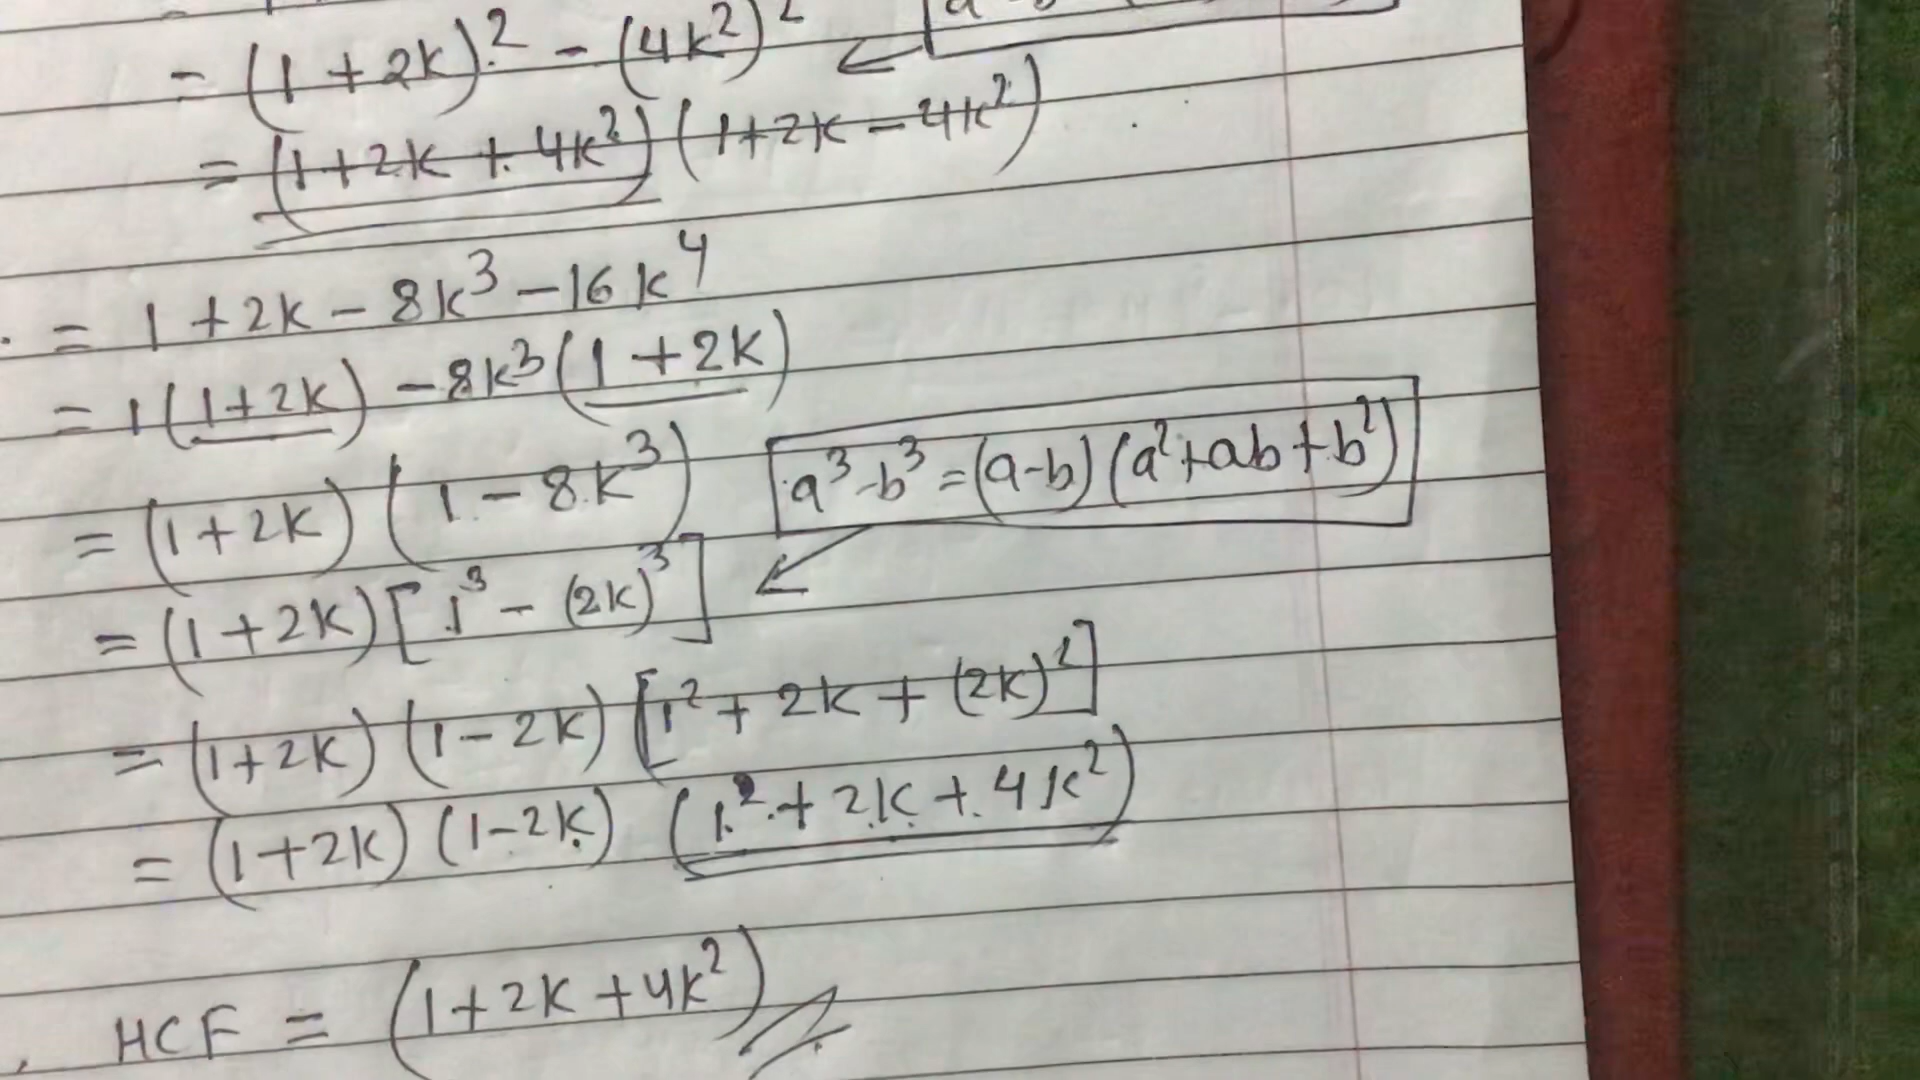 = (1+2k)² - (4k²)²
= (1+2k+4k²) (1+2k-4k²)
= 1+2k-8k³-16k⁴
= 1(1+2k) -8k³(1+2k)
= (1+2k) (1-8k³)
a³-b³=(a-b)(a²+ab+b²)
= (1+2k) [1³-(2k)³]
= (1+2k) (1-2k) [1²+2k+(2k)²]
= (1+2k) (1-2k) (1²+2k+4k²)
HCF = (1+2k+4k²)